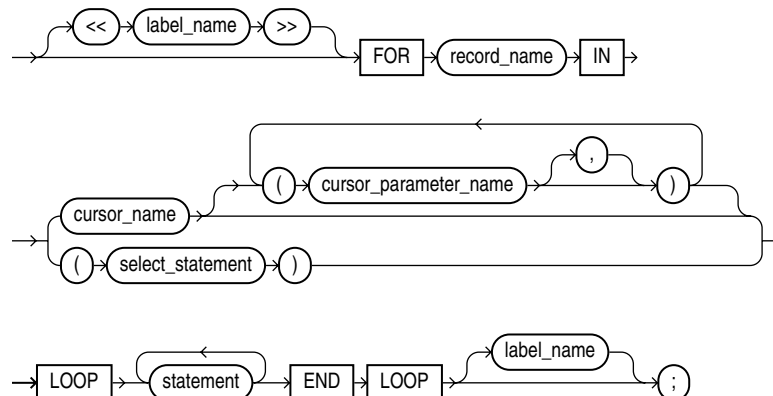 << label_name >>
FOR record_name IN
( cursor_parameter_name , )
cursor_name
( select_statement )
LOOP statement END LOOP label_name ;